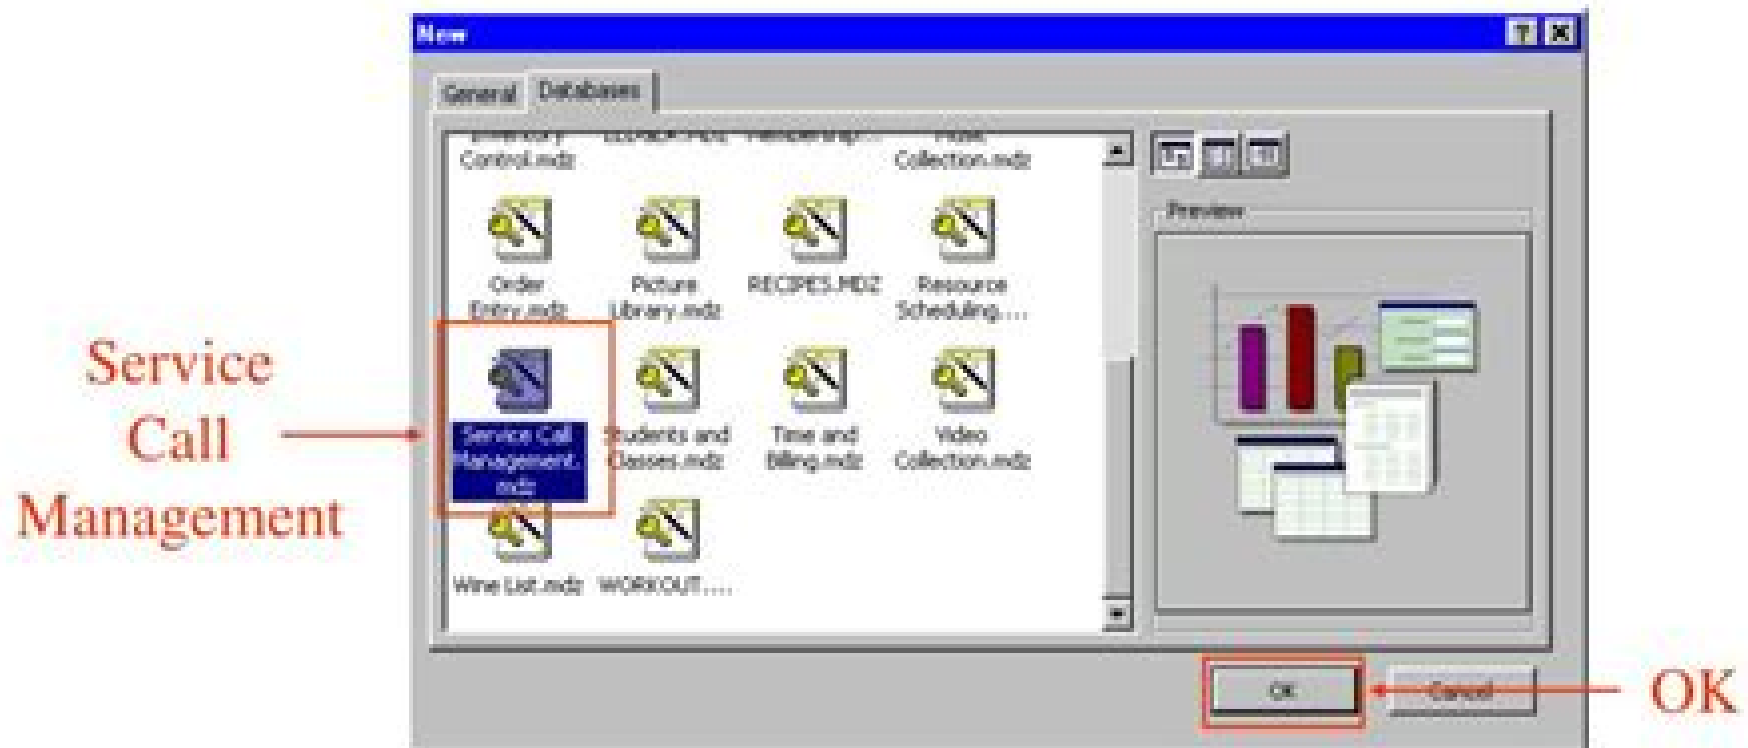 New
General Databases
Control.mdz
Collection.mdz
Preview
Order
Entry.mdz
Picture
Library.mdz
RECIPES.MDZ
Resource
Scheduling....
Service Call
Management.
mdz
Students and
Classes.mdz
Time and
Billing.mdz
Video
Collection.mdz
Wine List.mdz
WORKOUT....
OK
Cancel
Service
Call
Management
OK